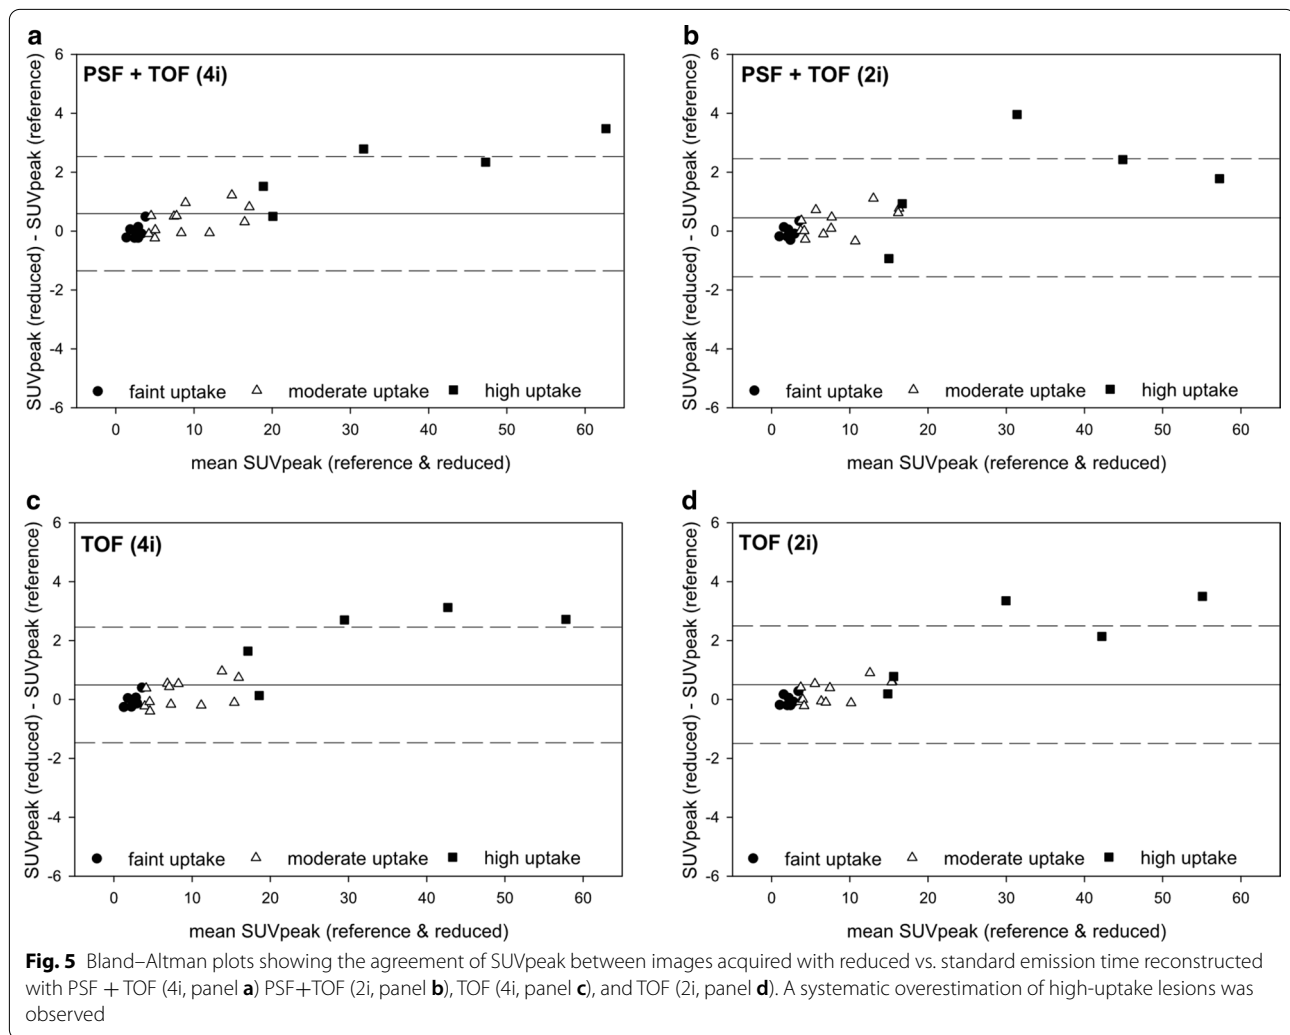 a
PSF + TOF (4i)
6
4
2
0
-2
-4
-6
SUVpeak (reduced) - SUVpeak (reference)
faint uptake moderate uptake high uptake
0 10 20 30 40 50 60
mean SUVpeak (reference & reduced)
b
PSF + TOF (2i)
6
4
2
0
-2
-4
-6
SUVpeak (reduced) - SUVpeak (reference)
faint uptake moderate uptake high uptake
0 10 20 30 40 50 60
mean SUVpeak (reference & reduced)
c
TOF (4i)
6
4
2
0
-2
-4
-6
SUVpeak (reduced) - SUVpeak (reference)
faint uptake moderate uptake high uptake
0 10 20 30 40 50 60
mean SUVpeak (reference & reduced)
d
TOF (2i)
6
4
2
0
-2
-4
-6
SUVpeak (reduced) - SUVpeak (reference)
faint uptake moderate uptake high uptake
0 10 20 30 40 50 60
mean SUVpeak (reference & reduced)
Fig. 5 Bland–Altman plots showing the agreement of SUVpeak between images acquired with reduced vs. standard emission time reconstructed
with PSF + TOF (4i, panel a) PSF+TOF (2i, panel b), TOF (4i, panel c), and TOF (2i, panel d). A systematic overestimation of high-uptake lesions was
observed